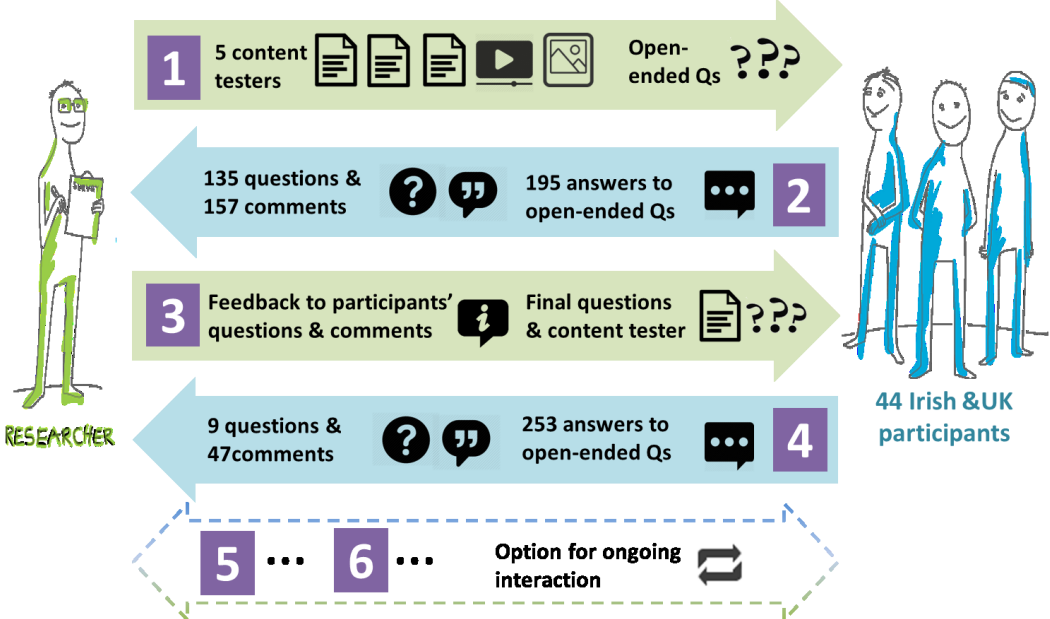 1
5 content
testers
Open-
ended Qs
???
135 questions &
157 comments
195 answers to
open-ended Qs
2
3
Feedback to participants'
questions & comments
Final questions
& content tester
???
9 questions &
47comments
253 answers to
open-ended Qs
4
5 ...
6 ...
Option for ongoing
interaction
RESEARCHER
44 Irish &UK
participants